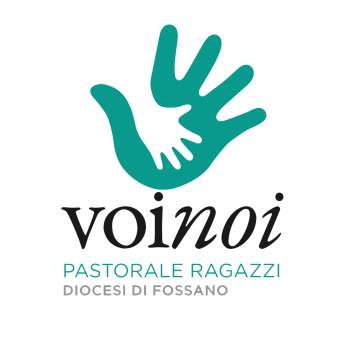 voinoi
PASTORALE RAGAZZI
DIOCESI DI FOSSANO